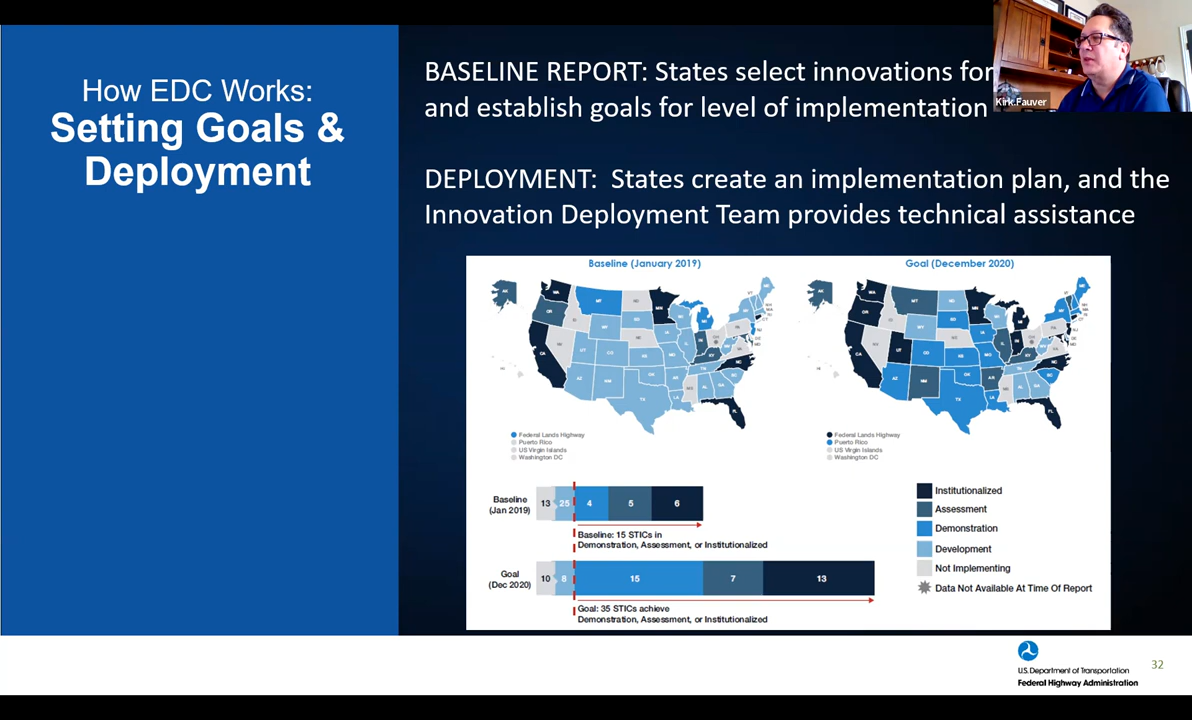 How EDC Works:
Setting Goals &
Deployment
BASELINE REPORT: States select innovations for
and establish goals for level of implementation
Kirk.Fauver
DEPLOYMENT: States create an implementation plan, and the
Innovation Deployment Team provides technical assistance
Baseline (January 2019)
Goal (December 2020)
Federal Lands Highway
Puerto Rico
US Virgin Islands
Washington DC
Federal Lands Highway
Puerto Rico
US Virgin Islands
Washington DC
Baseline
(Jan 2019)
13 25 4 5 6
Baseline: 15 STICs in
Demonstration, Assessment, or Institutionalized
Goal
(Dec 2020)
10 8 15 7 13
Goal: 35 STICs achieve
Demonstration, Assessment, or Institutionalized
Institutionalized
Assessment
Demonstration
Development
Not Implementing
Data Not Available At Time Of Report
U.S. Department of Transportation
Federal Highway Administration
32